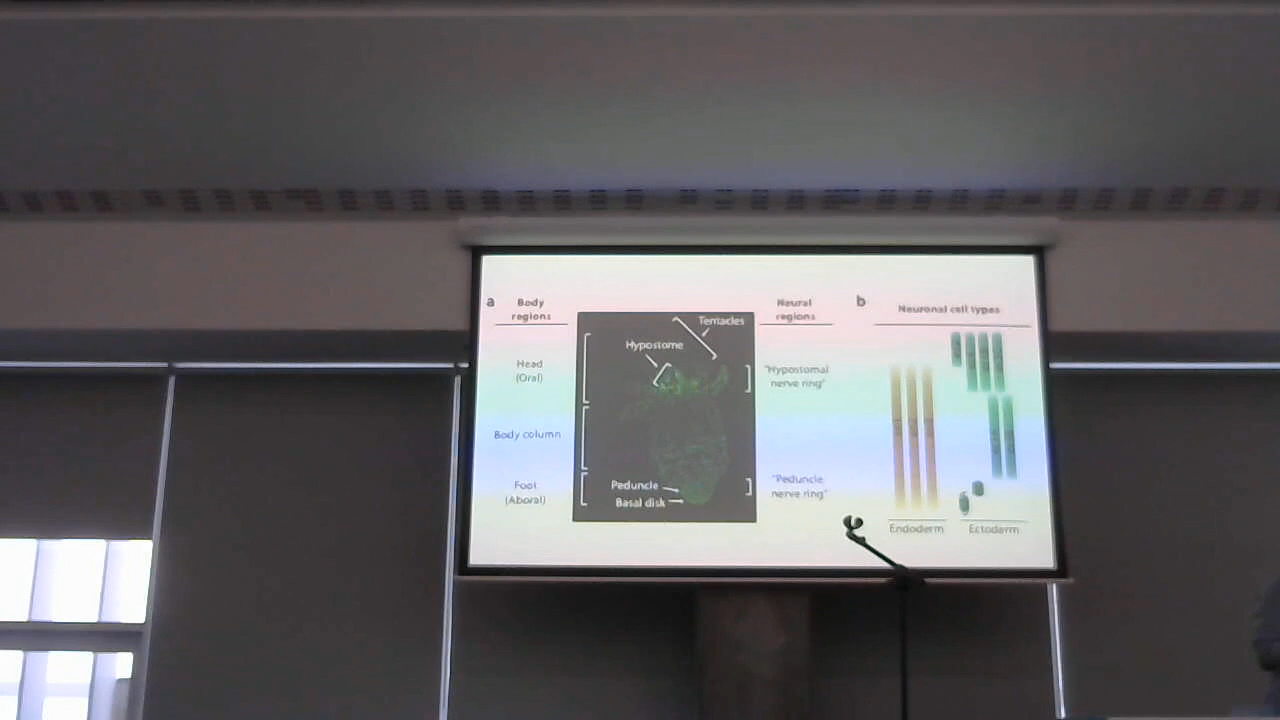 a
Body
regions
Neural
regions
b
Neuronal cell types
Tentacles
Hypostome
Head
(Oral)
"Hypostomal
nerve ring"
Body column
Foot
(Aboral)
Peduncle
Basal disk
"Peduncle
nerve ring"
Endoderm
Ectoderm